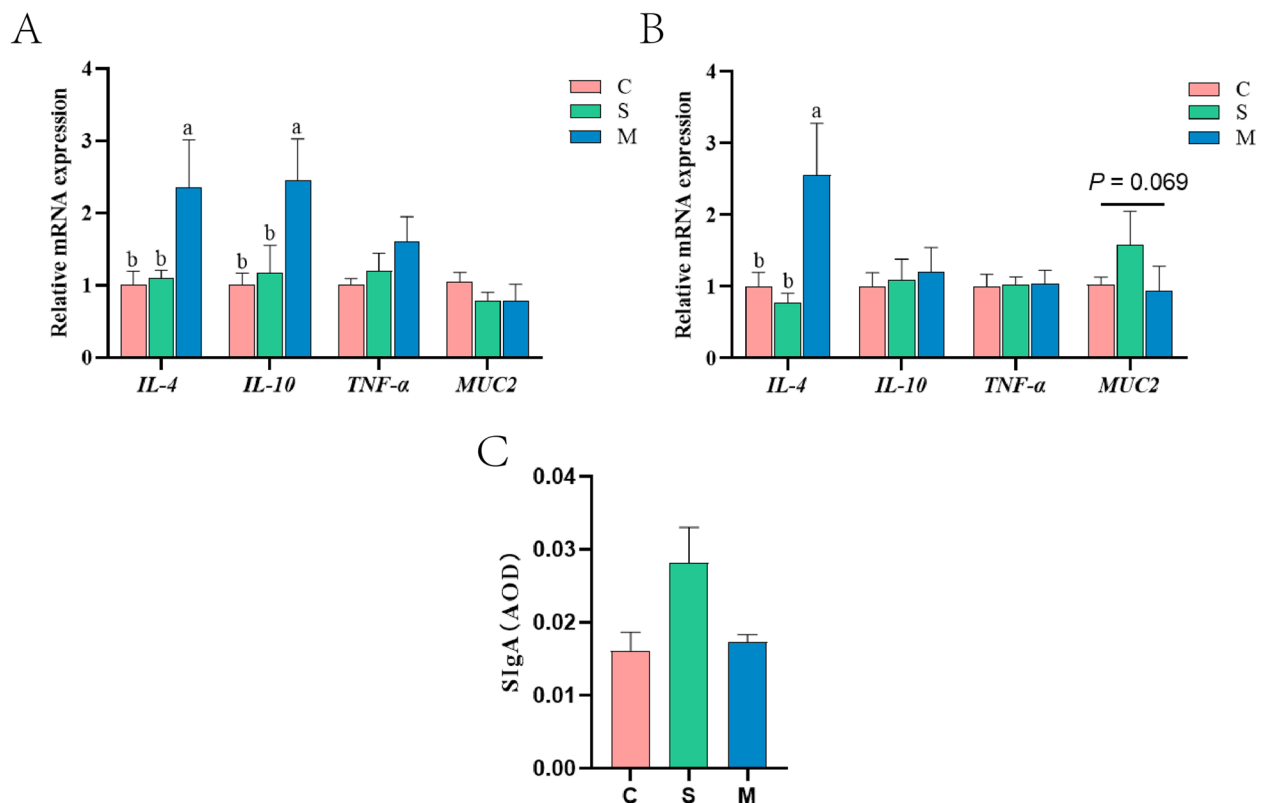 A
Relative mRNA expression
4
3
2
1
0
b
b
a
b
b
a
IL-4
IL-10
TNF-α
MUC2
C
S
M
B
Relative mRNA expression
4
3
2
1
0
b
b
a
P = 0.069
IL-4
IL-10
TNF-α
MUC2
C
S
M
C
SIgA(AOD)
0.04
0.03
0.02
0.01
0.00
C
S
M